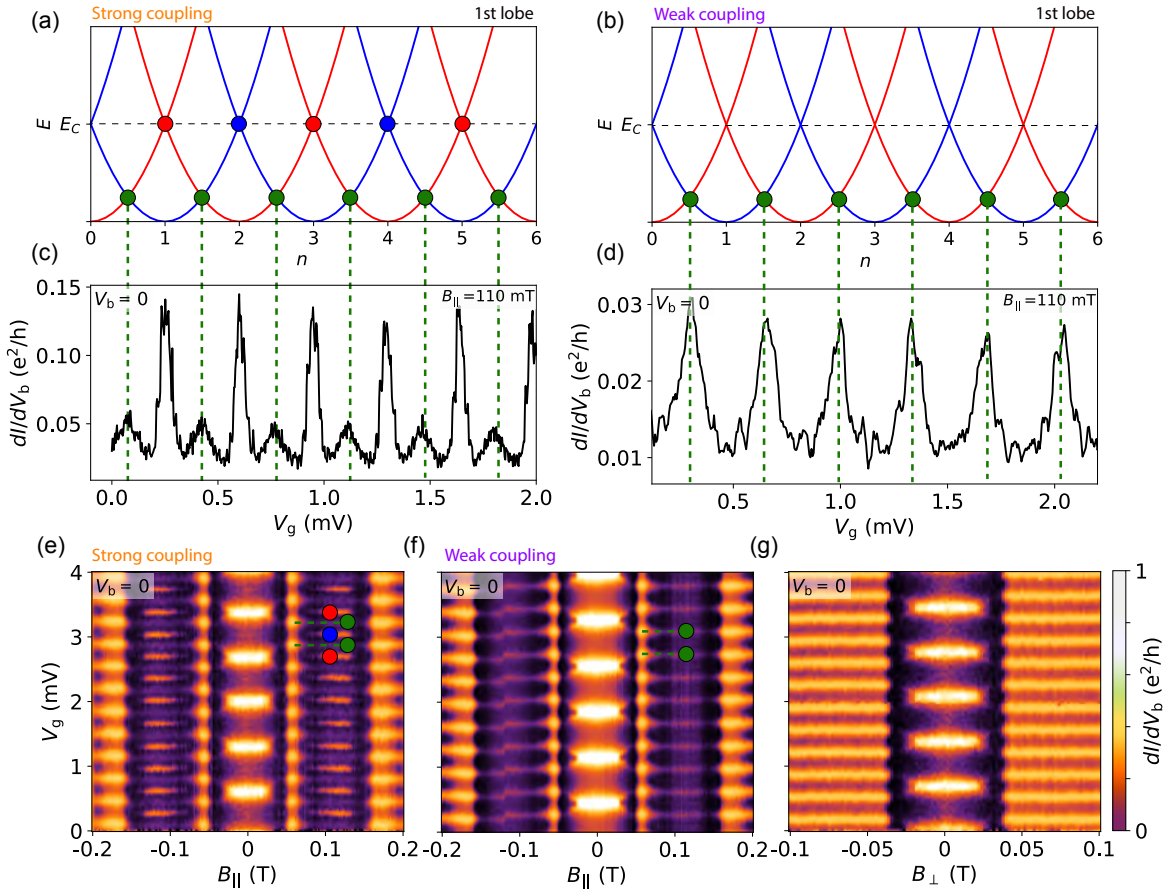 (a)
Strong coupling
1st lobe
E
E_C
0 1 2 3 4 5 6
n
(b)
Weak coupling
1st lobe
E
E_C
0 1 2 3 4 5 6
n
(c)
V_b = 0
B_|| =110 mT
dI/dV_b (e²/h)
0.15
0.10
0.05
0.0 0.5 1.0 1.5 2.0
V_g (mV)
(d)
V_b = 0
B_|| =110 mT
dI/dV_b (e²/h)
0.03
0.02
0.01
0.5 1.0 1.5 2.0
V_g (mV)
(e)
Strong coupling
V_b = 0
V_g (mV)
4
3
2
1
0
-0.2 -0.1 0 0.1 0.2
B_|| (T)
(f)
Weak coupling
V_b = 0
-0.2 -0.1 0 0.1 0.2
B_|| (T)
(g)
V_b = 0
-0.1 -0.05 0 0.05 0.1
B_⊥ (T)
1
0
dI/dV_b (e²/h)